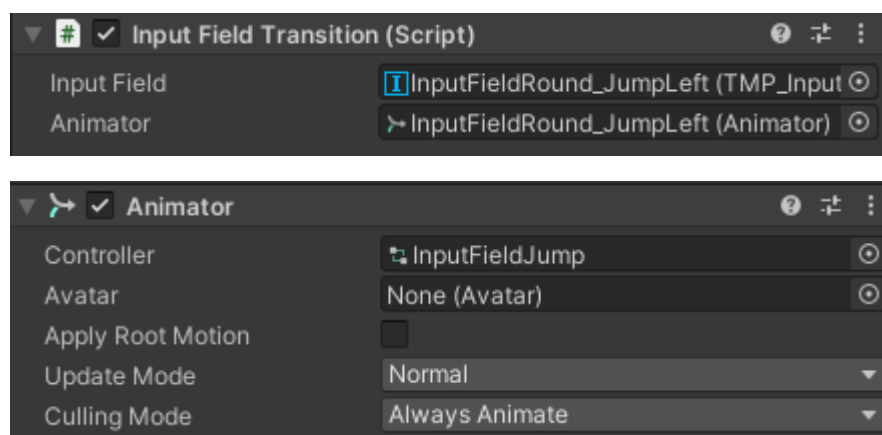 Input Field Transition (Script)
Input Field InputFieldRound_JumpLeft (TMP_Input
Animator InputFieldRound_JumpLeft (Animator)
Animator
Controller InputFieldJump
Avatar None (Avatar)
Apply Root Motion
Update Mode Normal
Culling Mode Always Animate